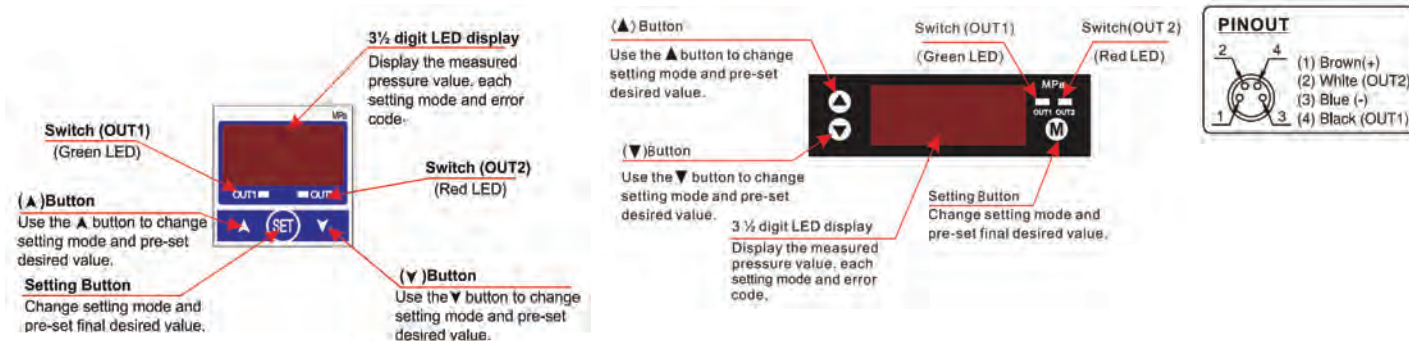 3½ digit LED display
Display the measured
pressure value. each
setting mode and error
code.
MPa
Switch (OUT1)
(Green LED)
Switch (OUT2)
(Red LED)
OUT1
OUT
SET
(⮝)Button
Use the ⮝ button to change
setting mode and pre-set
desired value.
Setting Button
Change setting mode and
pre-set final desired value.
(⮟)Button
Use the ⮟ button to change
setting mode and pre-set
desired value.
(▲) Button
Use the ▲ button to change
setting mode and pre-set
desired value.
Switch (OUT1)
(Green LED)
Switch(OUT 2)
(Red LED)
MPa
OUT1 OUT2
M
(▼)Button
Use the ▼ button to change
setting mode and pre-set
desired value.
3 ½ digit LED display
Display the measured
pressure value. each
setting mode and error
code.
Setting Button
Change setting mode and
pre-set final desired value.
PINOUT
2 4
1 3
(1) Brown(+)
(2) White (OUT2)
(3) Blue (-)
(4) Black (OUT1)